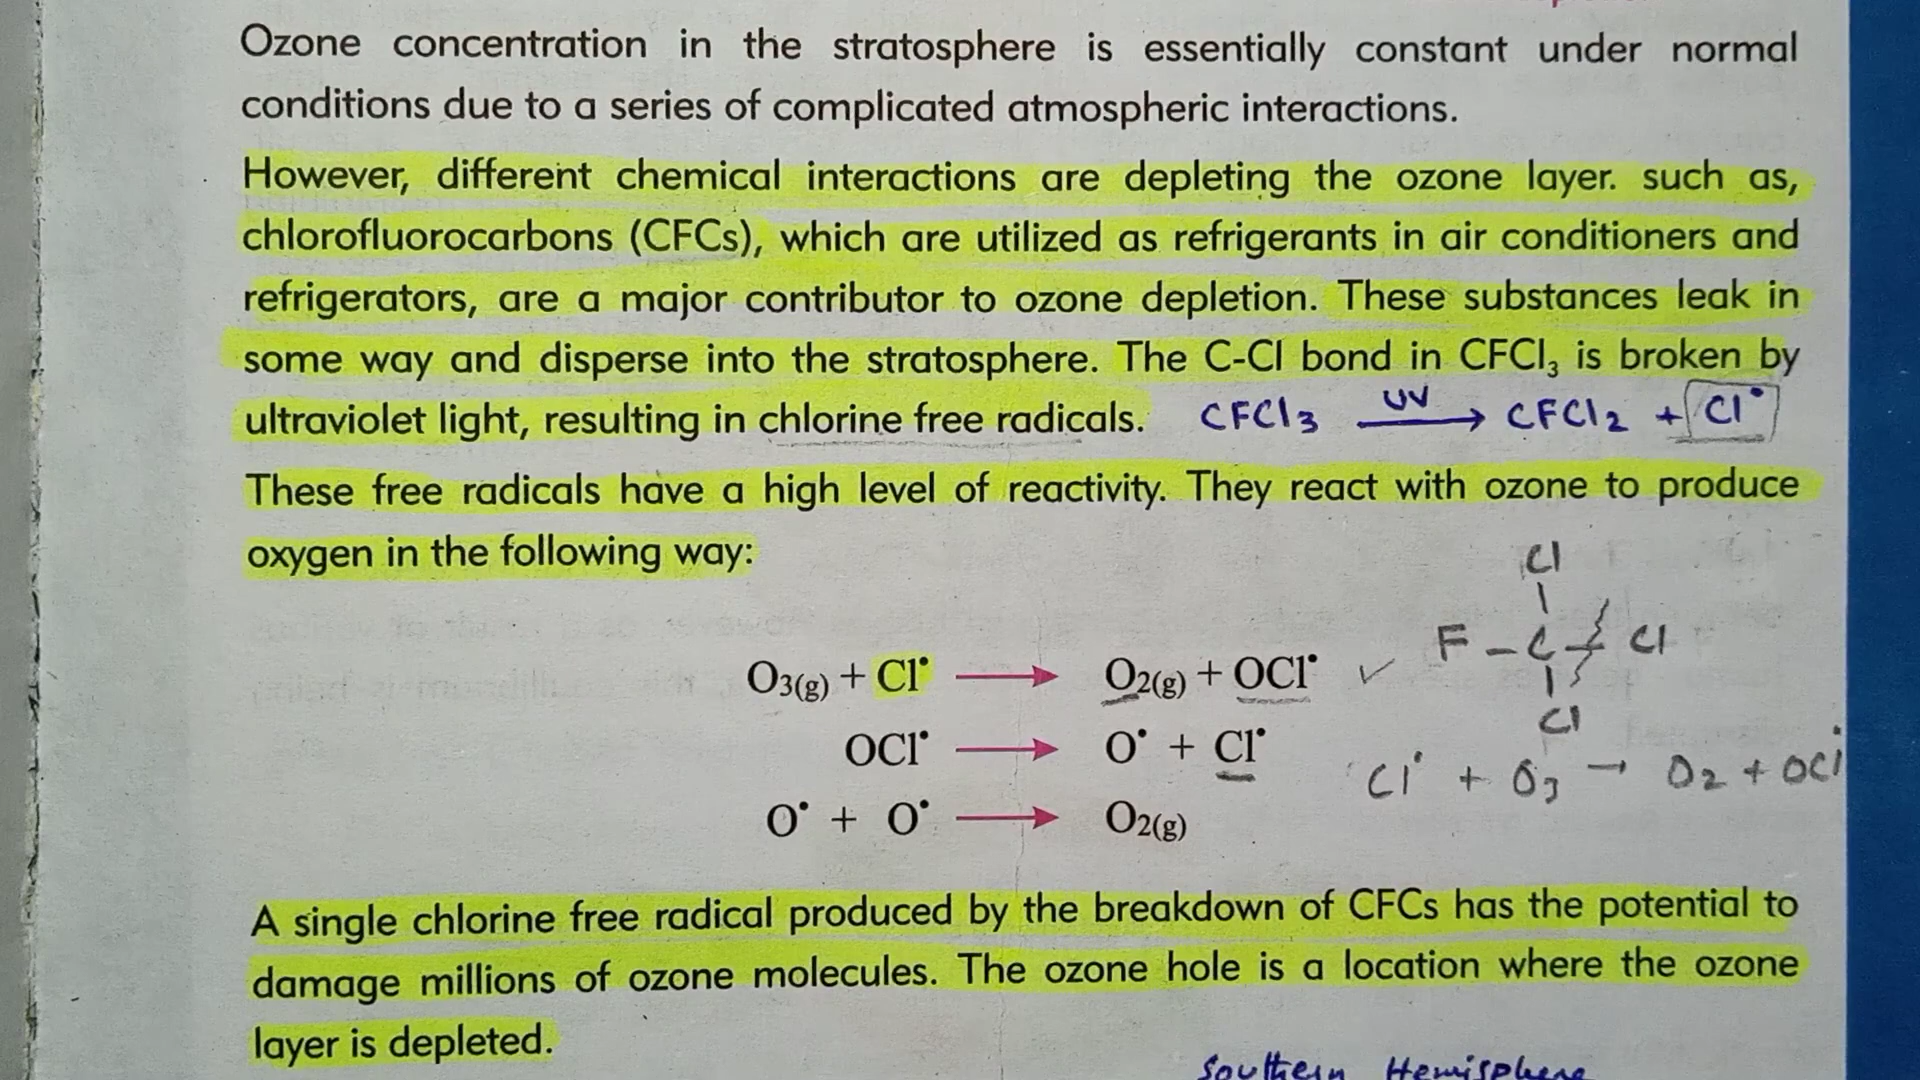 Ozone concentration in the stratosphere is essentially constant under normal
conditions due to a series of complicated atmospheric interactions.
However, different chemical interactions are depleting the ozone layer. such as,
chlorofluorocarbons (CFCs), which are utilized as refrigerants in air conditioners and
refrigerators, are a major contributor to ozone depletion. These substances leak in
some way and disperse into the stratosphere. The C-Cl bond in CFCl₃ is broken by
ultraviolet light, resulting in chlorine free radicals. CFCl₃ —UV→ CFCl₂ + Cl•
These free radicals have a high level of reactivity. They react with ozone to produce
oxygen in the following way:
Cl
F - C Cl
Cl
O₃(g) + Cl• → O₂(g) + OCl• ✓
OCl• → O• + Cl•
Cl• + O₃ → O₂ + OCl•
O• + O• → O₂(g)
A single chlorine free radical produced by the breakdown of CFCs has the potential to
damage millions of ozone molecules. The ozone hole is a location where the ozone
layer is depleted.
Southern Hemisphere